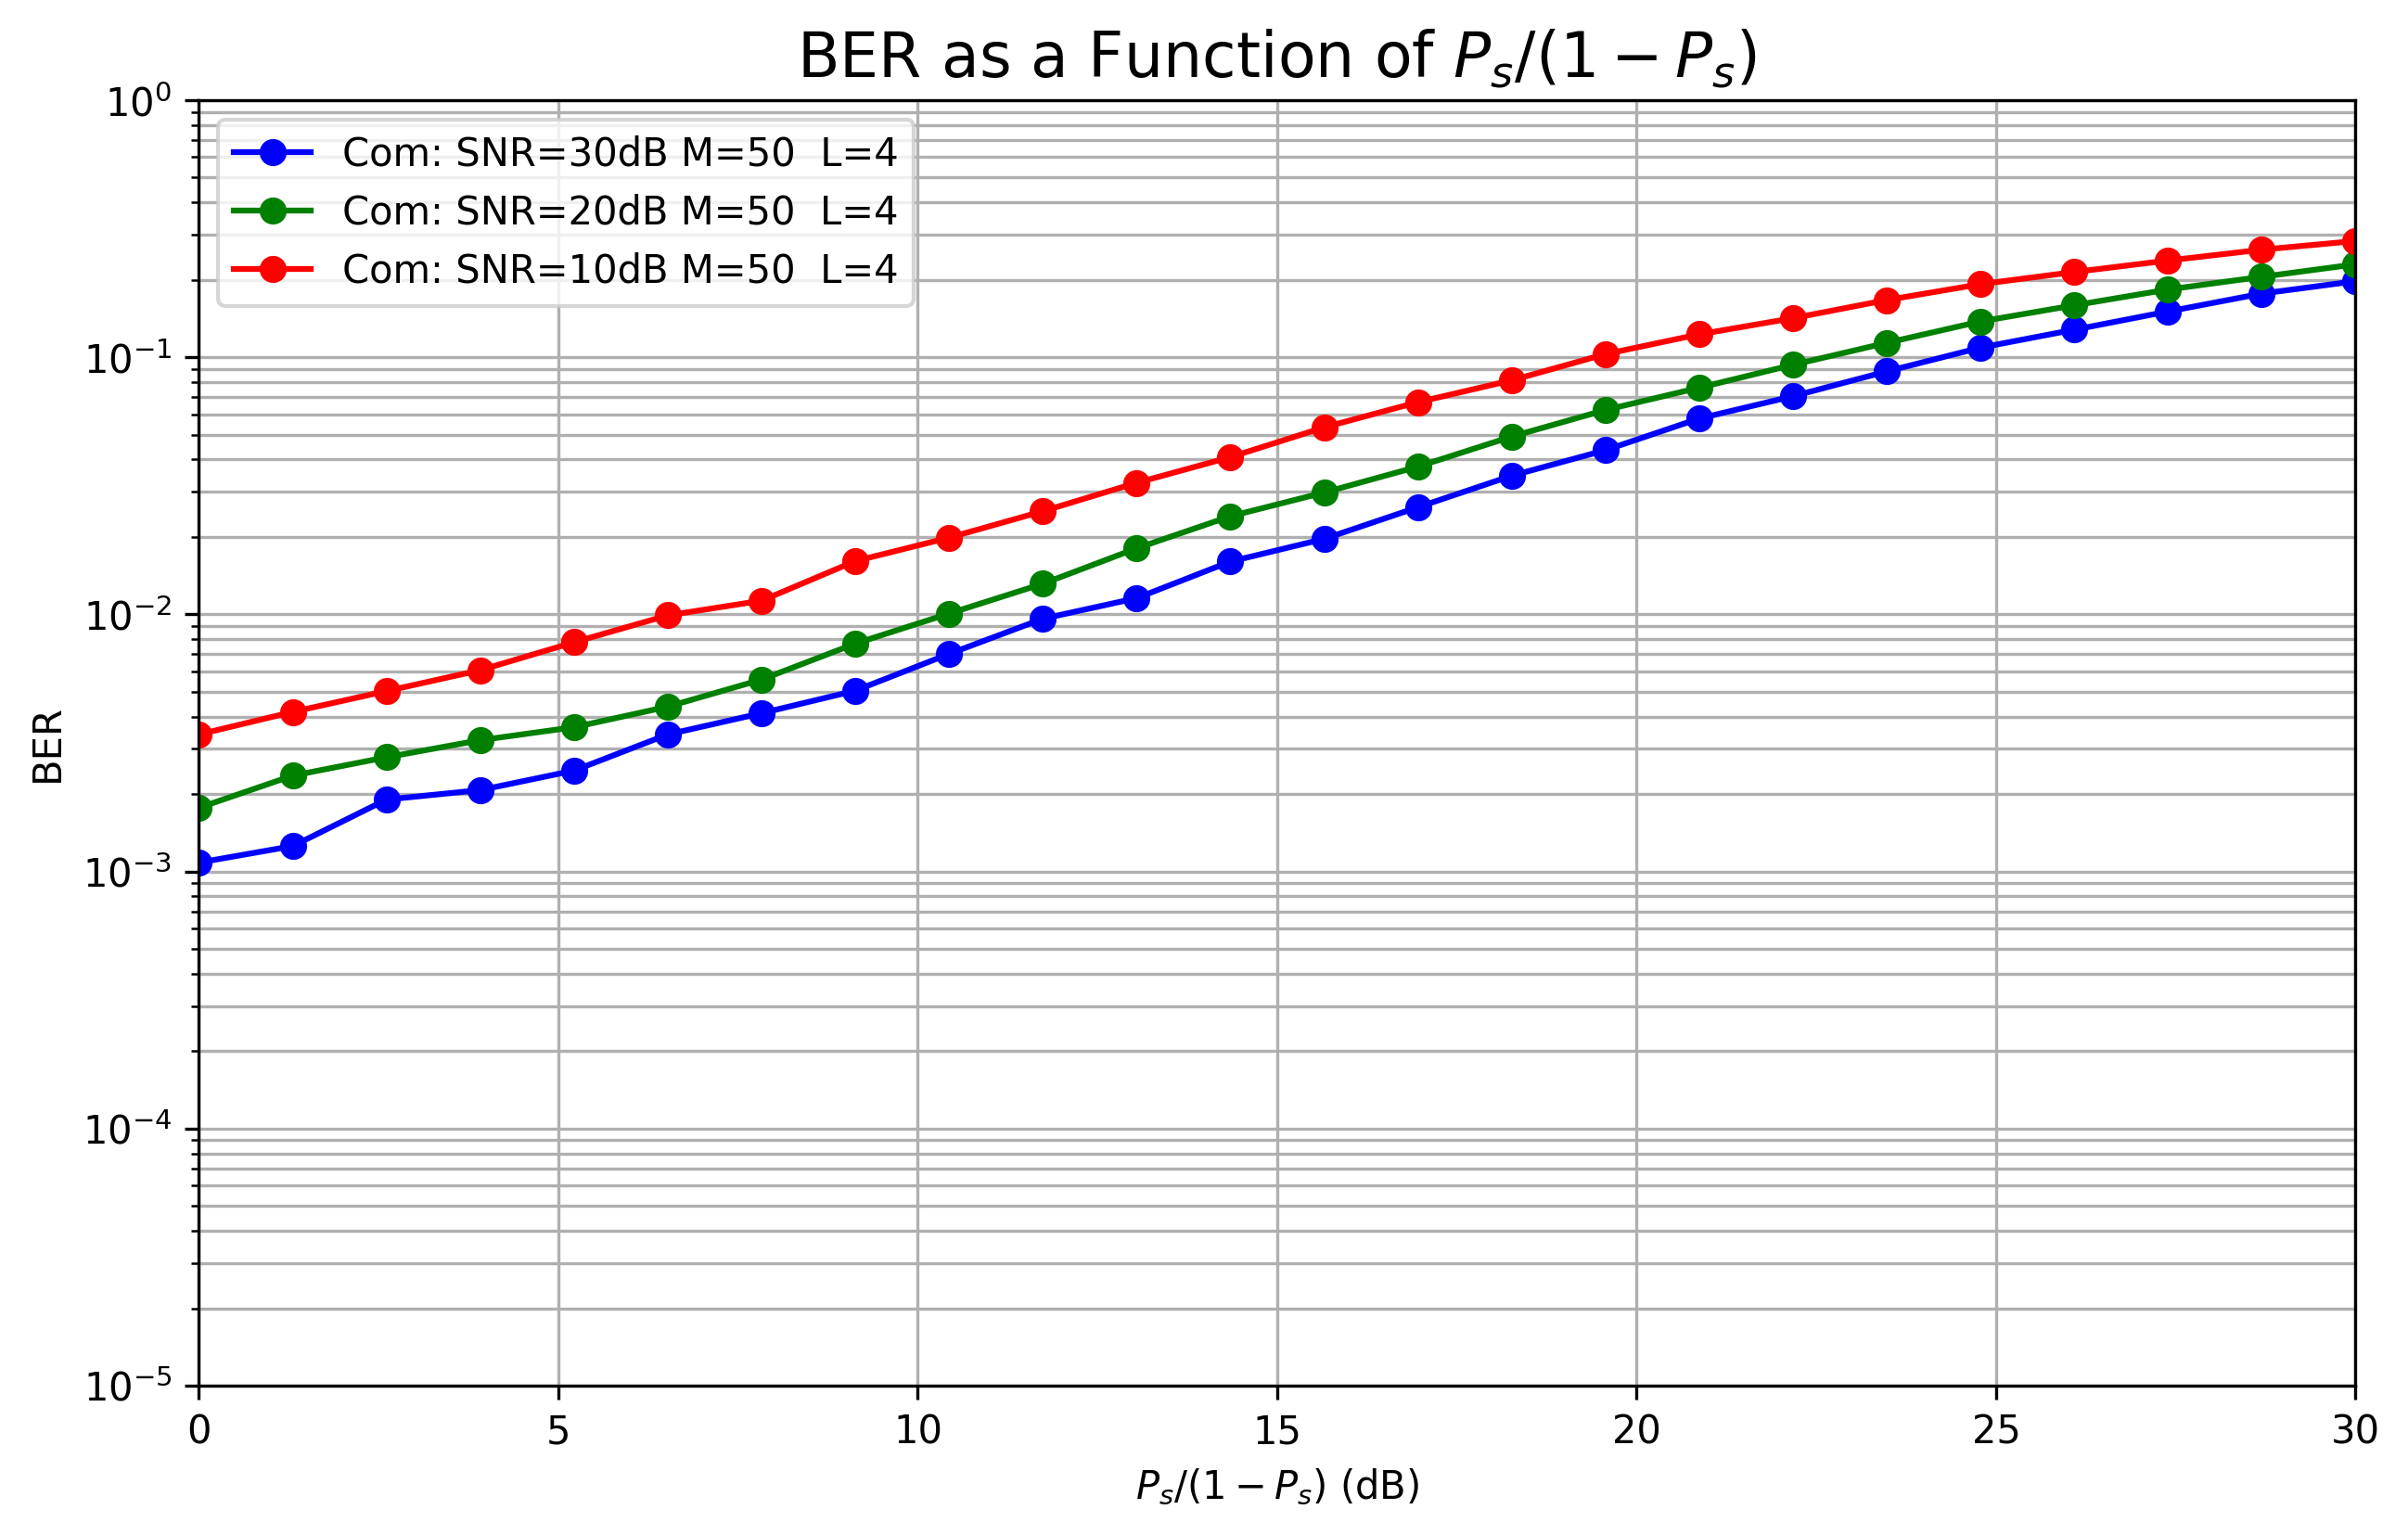 BER as a Function of $P_s/(1-P_s)$
Com: SNR=30dB M=50 L=4
Com: SNR=20dB M=50 L=4
Com: SNR=10dB M=50 L=4
BER
$10^0$
$10^{-1}$
$10^{-2}$
$10^{-3}$
$10^{-4}$
$10^{-5}$
0 5 10 15 20 25 30
$P_s/(1-P_s)$ (dB)